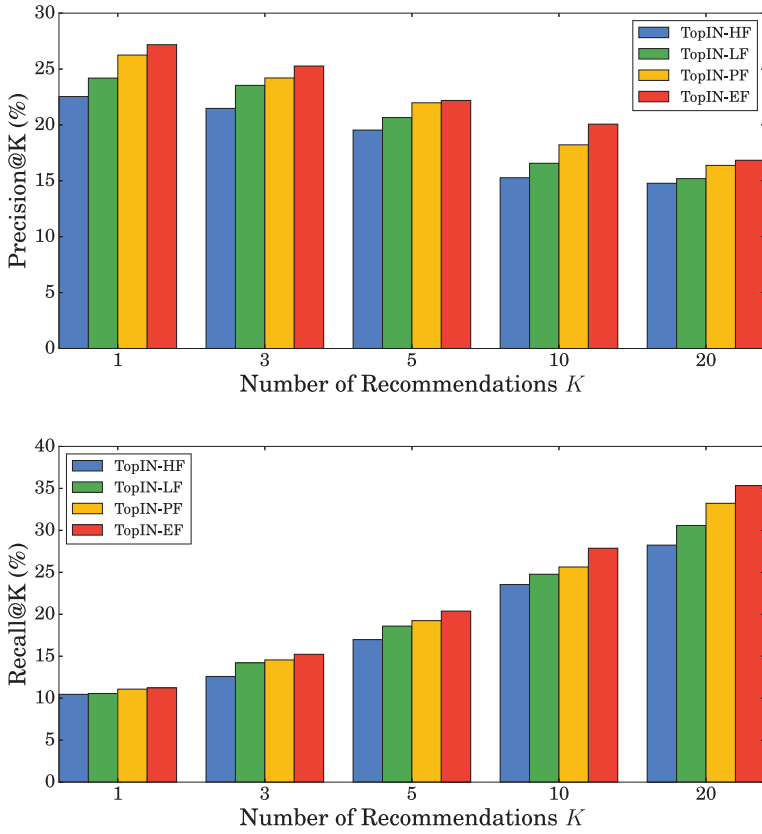 30
25
20
15
10
5
0
Precision@K (%)
TopIN-HF
TopIN-LF
TopIN-PF
TopIN-EF
1 3 5 10 20
Number of Recommendations K
40
35
30
25
20
15
10
5
0
Recall@K (%)
TopIN-HF
TopIN-LF
TopIN-PF
TopIN-EF
1 3 5 10 20
Number of Recommendations K